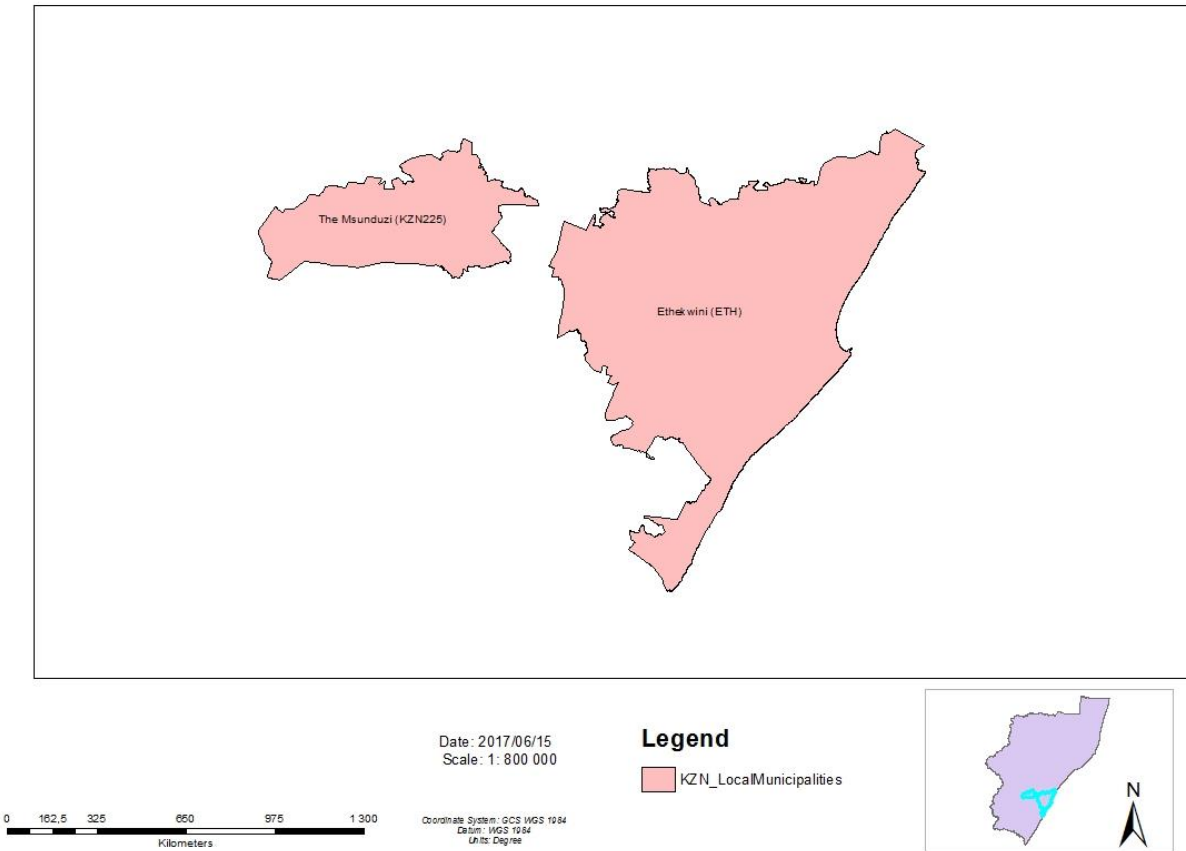 The Msunduzi (KZN225)
Ethekwini (ETH)
Date: 2017/06/15
Scale: 1: 800 000
Legend
KZN_LocalMunicipalities
N
0 162,5 325 650 975 1 300
Kilometers
Coordinate System: GCS WGS 1984
Datum: WGS 1984
Units: Degree